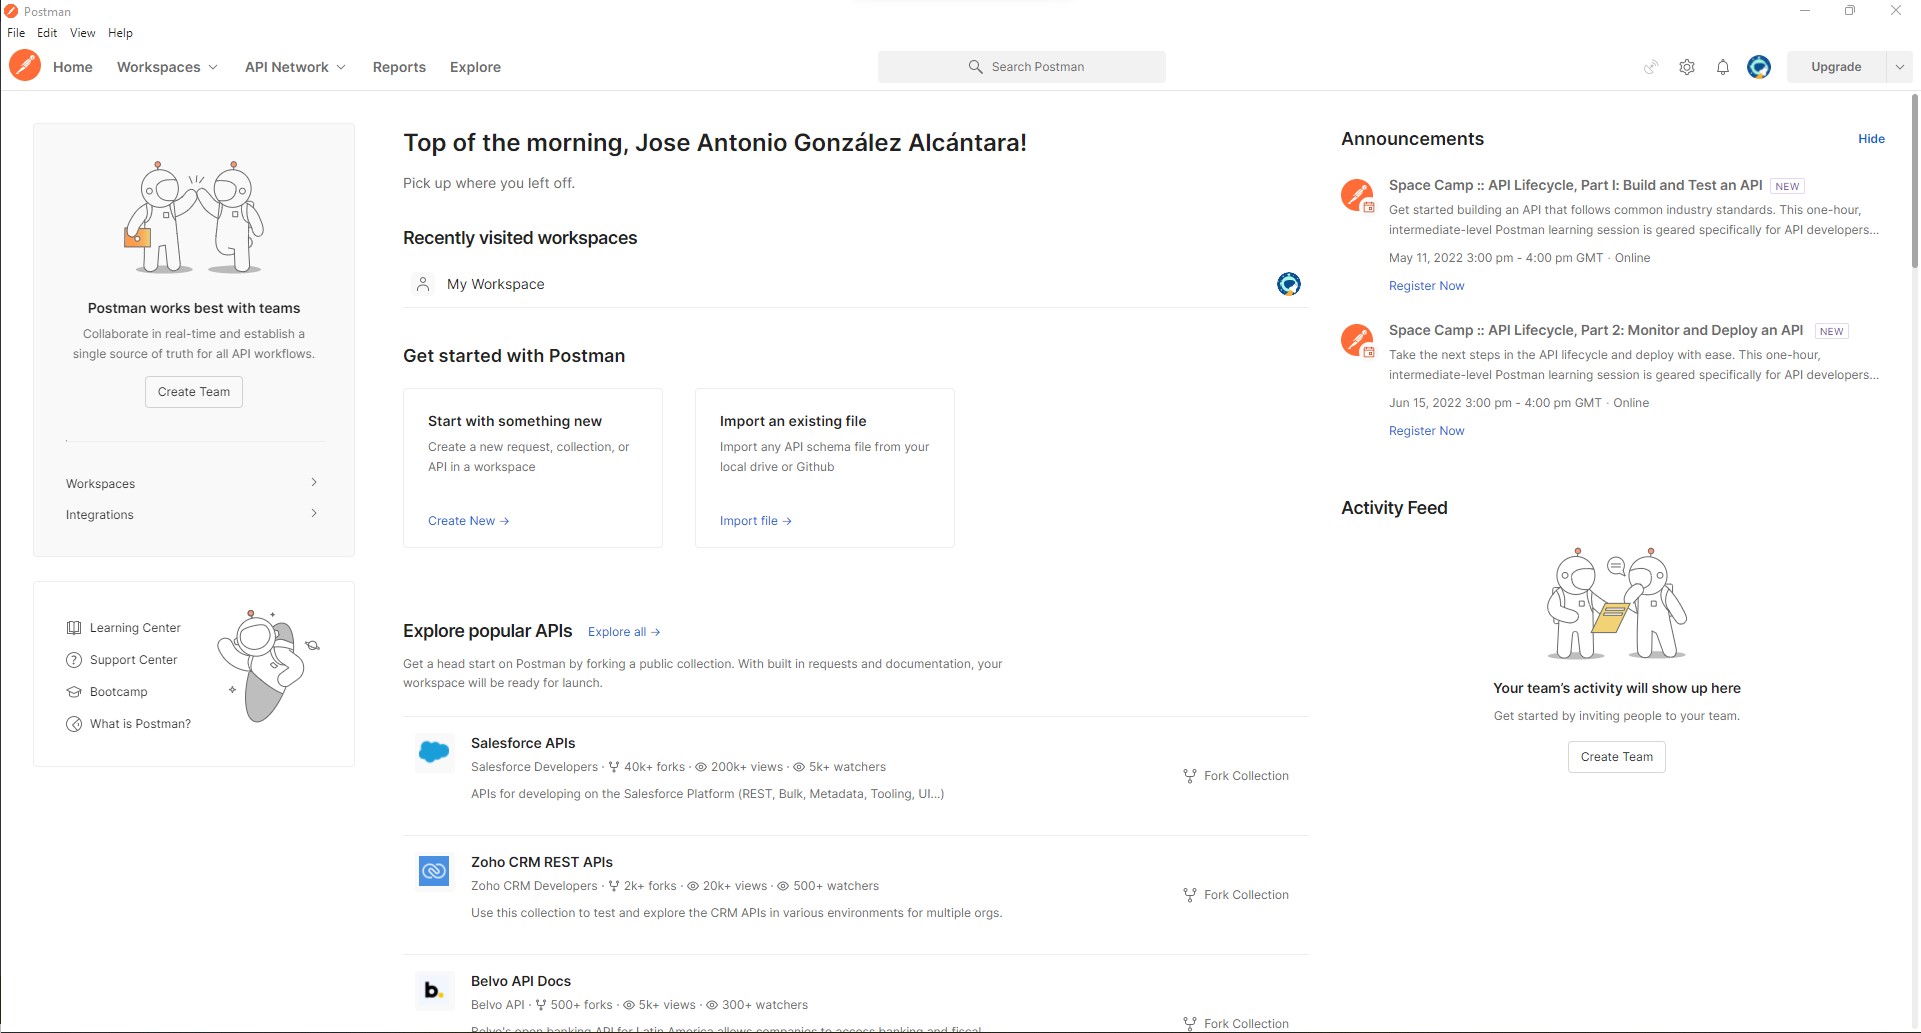 Postman
File Edit View Help
Home Workspaces API Network Reports Explore
Search Postman
Upgrade
Postman works best with teams
Collaborate in real-time and establish a
single source of truth for all API workflows.
Create Team
Workspaces
Integrations
Learning Center
Support Center
Bootcamp
What is Postman?
Top of the morning, Jose Antonio González Alcántara!
Pick up where you left off.
Recently visited workspaces
My Workspace
Get started with Postman
Start with something new
Create a new request, collection, or
API in a workspace
Create New →
Import an existing file
Import any API schema file from your
local drive or Github
Import file →
Explore popular APIs Explore all →
Get a head start on Postman by forking a public collection. With built in requests and documentation, your
workspace will be ready for launch.
Salesforce APIs
Salesforce Developers · 40k+ forks · 200k+ views · 5k+ watchers
APIs for developing on the Salesforce Platform (REST, Bulk, Metadata, Tooling, UI...)
Fork Collection
Zoho CRM REST APIs
Zoho CRM Developers · 2k+ forks · 20k+ views · 500+ watchers
Use this collection to test and explore the CRM APIs in various environments for multiple orgs.
Fork Collection
b.
Belvo API Docs
Belvo API · 500+ forks · 5k+ views · 300+ watchers
Belvo's open banking API for Latin America allows companies to access banking and fiscal
Fork Collection
Announcements
Hide
Space Camp :: API Lifecycle, Part I: Build and Test an API NEW
Get started building an API that follows common industry standards. This one-hour,
intermediate-level Postman learning session is geared specifically for API developers...
May 11, 2022 3:00 pm - 4:00 pm GMT · Online
Register Now
Space Camp :: API Lifecycle, Part 2: Monitor and Deploy an API NEW
Take the next steps in the API lifecycle and deploy with ease. This one-hour,
intermediate-level Postman learning session is geared specifically for API developers...
Jun 15, 2022 3:00 pm - 4:00 pm GMT · Online
Register Now
Activity Feed
Your team's activity will show up here
Get started by inviting people to your team.
Create Team